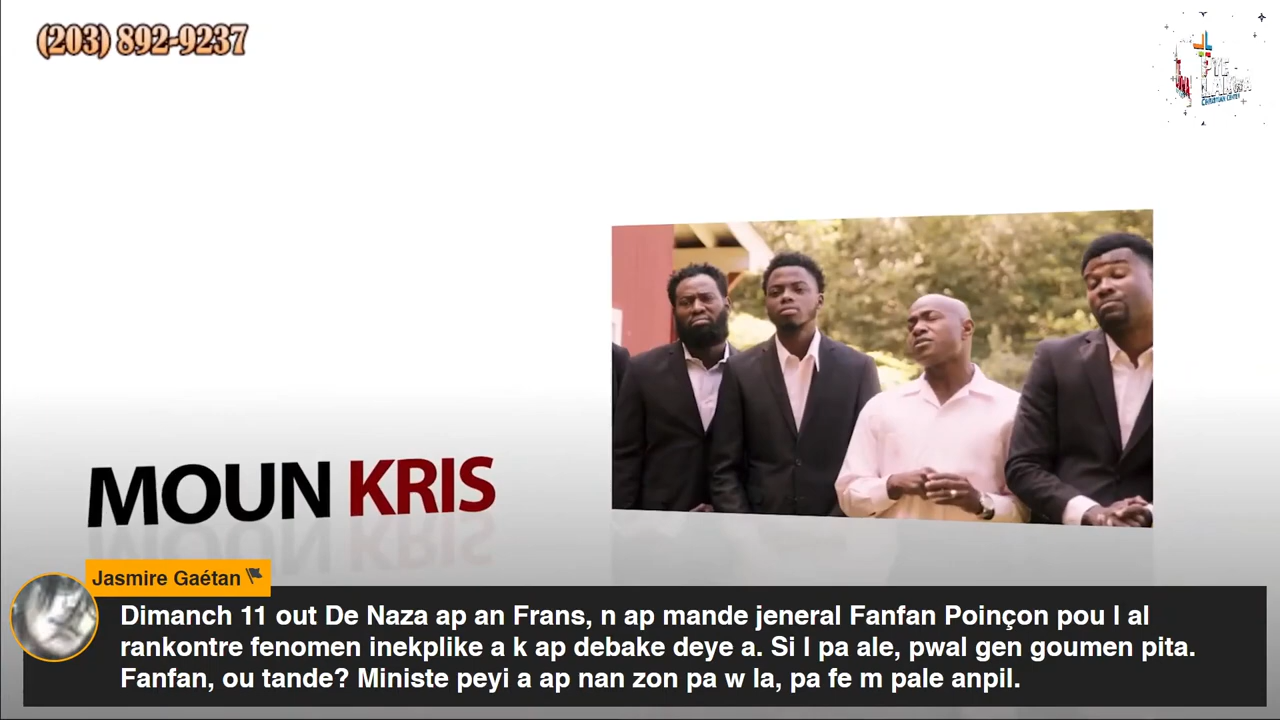 (203) 892-9237
CHRISTIAN CENTER
MOUN KRIS
Jasmire Gaétan
Dimanch 11 out De Naza ap an Frans, n ap mande jeneral Fanfan Poinçon pou l al
rankontre fenomen inekplike a k ap debake deye a. Si l pa ale, pwal gen goumen pita.
Fanfan, ou tande? Ministe peyi a ap nan zon pa w la, pa fe m pale anpil.